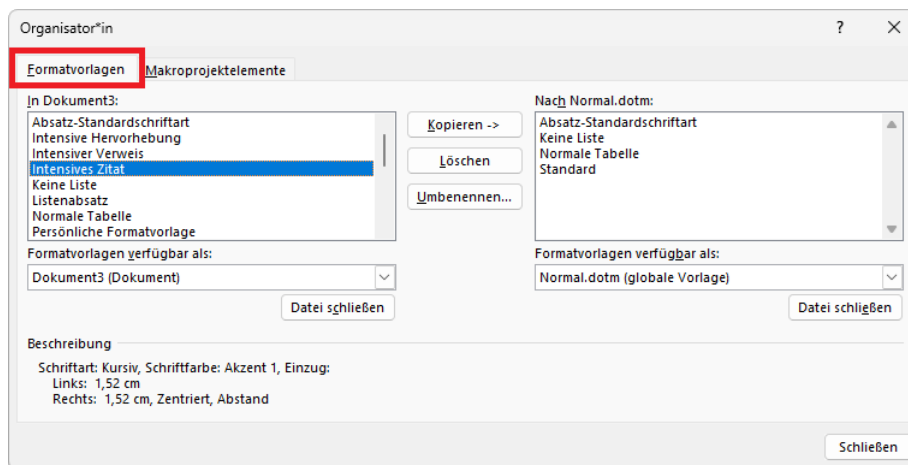 Organisator*in
Formatvorlagen
Makroprojektelemente
In Dokument3:
Absatz-Standardschriftart
Intensive Hervorhebung
Intensiver Verweis
Intensives Zitat
Keine Liste
Listenabsatz
Normale Tabelle
Persönliche Formatvorlage
Kopieren ->
Löschen
Umbenennen...
Nach Normal.dotm:
Absatz-Standardschriftart
Keine Liste
Normale Tabelle
Standard
Formatvorlagen verfügbar als:
Dokument3 (Dokument)
Datei schließen
Formatvorlagen verfügbar als:
Normal.dotm (globale Vorlage)
Datei schließen
Beschreibung
Schriftart: Kursiv, Schriftfarbe: Akzent 1, Einzug:
Links: 1,52 cm
Rechts: 1,52 cm, Zentriert, Abstand
Schließen